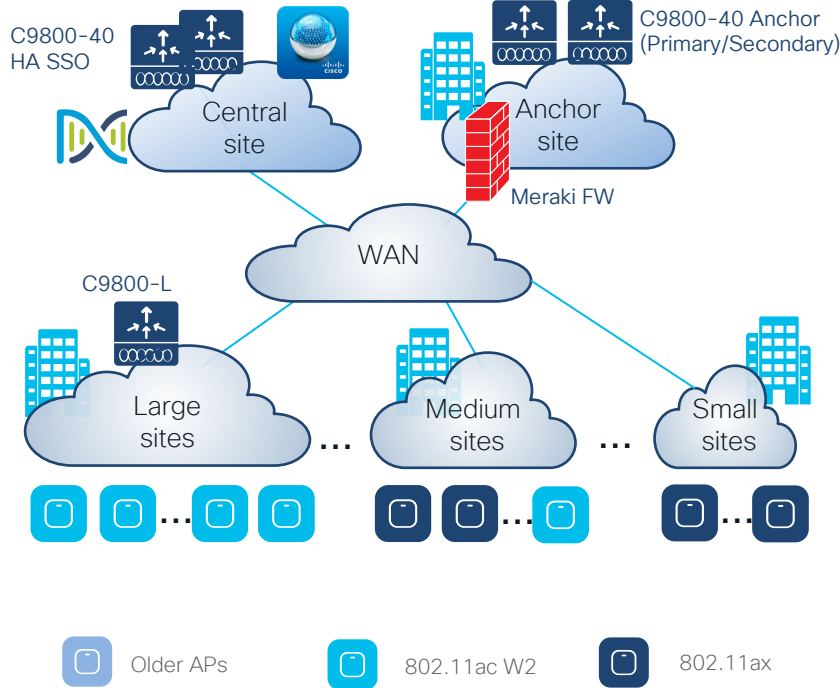 C9800-40
HA SSO
CISCO
C9800-40 Anchor
(Primary/Secondary)
Central
site
Anchor
site
Meraki FW
WAN
C9800-L
Large
sites
...
Medium
sites
...
Small
sites
...
...
...
Older APs
802.11ac W2
802.11ax